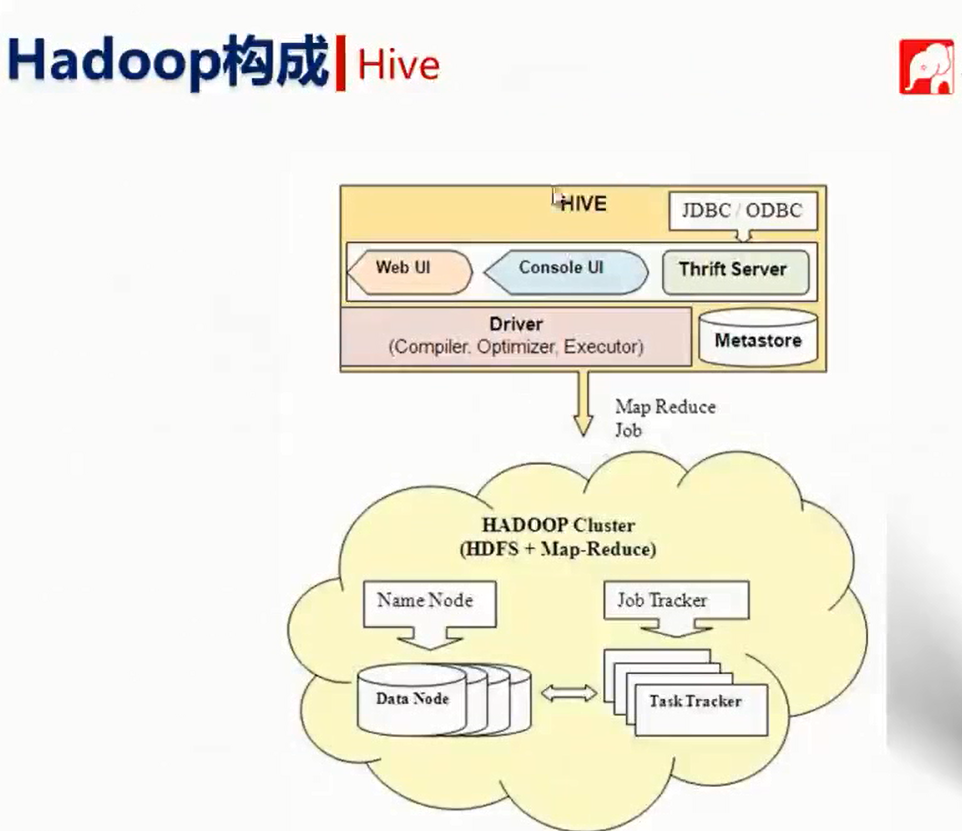 Hadoop构成 Hive
HIVE
JDBC / ODBC
Web UI
Console UI
Thrift Server
Driver
(Compiler, Optimizer, Executor)
Metastore
Map Reduce
Job
HADOOP Cluster
(HDFS + Map-Reduce)
Name Node
Job Tracker
Data Node
Task Tracker